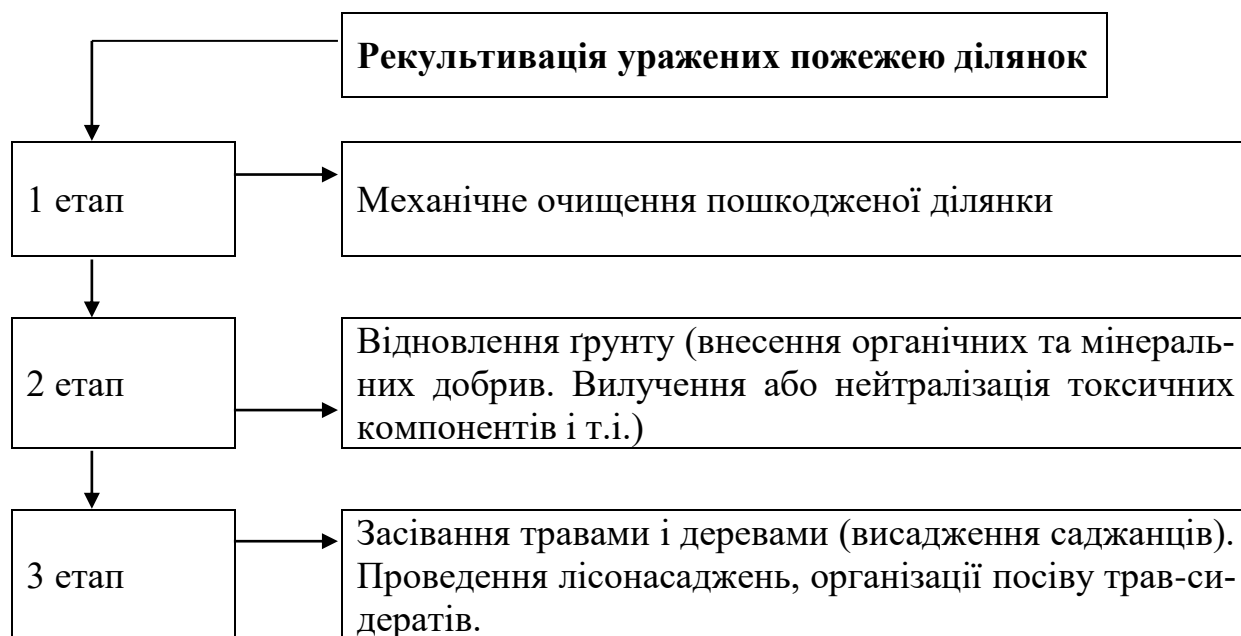 Рекультивація уражених пожежею ділянок
1 етап
Механічне очищення пошкодженої ділянки
2 етап
Відновлення ґрунту (внесення органічних та мінераль-
них добрив. Вилучення або нейтралізація токсичних
компонентів і т.і.)
3 етап
Засівання травами і деревами (висадження саджанців).
Проведення лісонасаджень, організації посіву трав-си-
дератів.